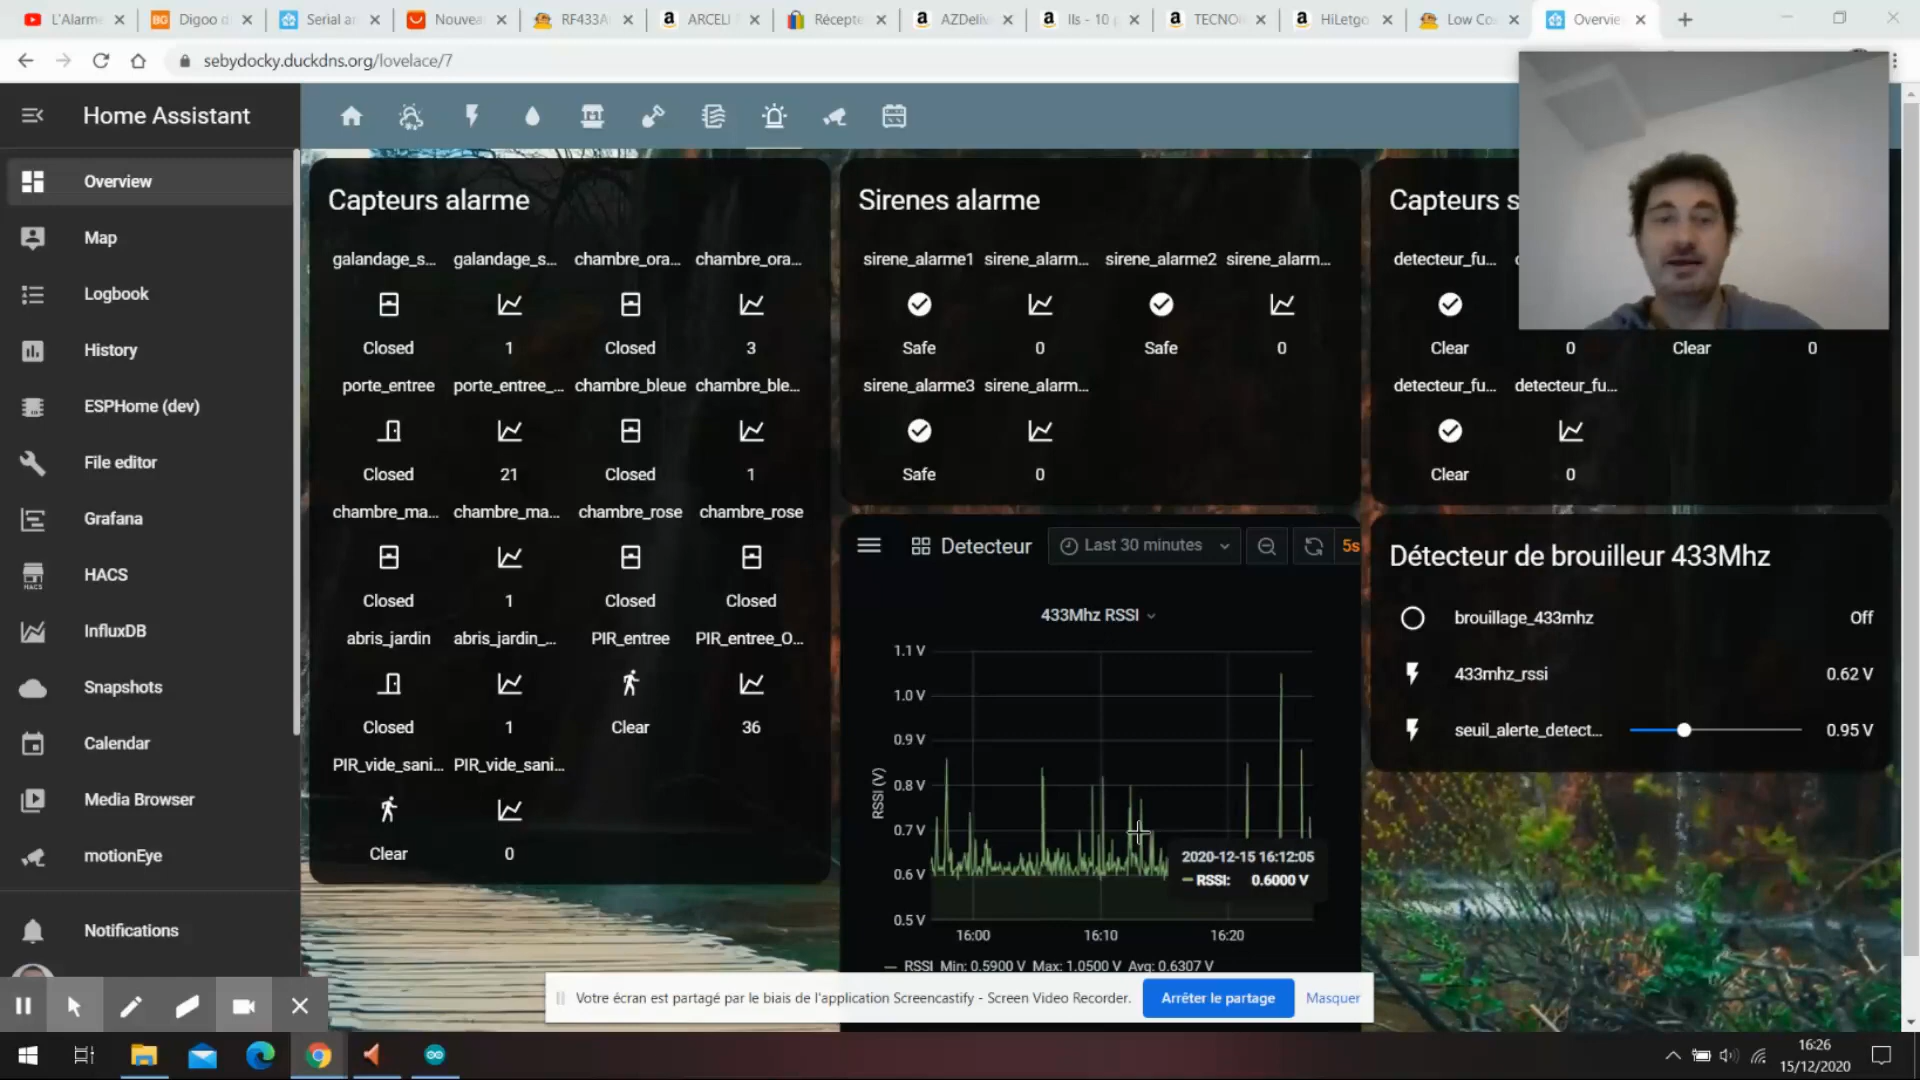 L'Alarme
Digoo d
Serial ar
Nouvea
RF433A
ARCELI
Récepte
AZDeliv
Ils - 10 p
TECNO
HiLetgo
Low Co
Overvie
sebydocky.duckdns.org/lovelace/7
Home Assistant
Overview
Map
Logbook
History
ESPHome (dev)
File editor
Grafana
HACS
HACS
InfluxDB
Snapshots
Calendar
Media Browser
motionEye
Notifications
Capteurs alarme
galandage_s... galandage_s... chambre_ora... chambre_ora...
Closed 1 Closed 3
porte_entree porte_entree_... chambre_bleue chambre_ble...
Closed 21 Closed 1
chambre_ma... chambre_ma... chambre_rose chambre_rose
Closed 1 Closed Closed
abris_jardin abris_jardin_... PIR_entree PIR_entree_O...
Closed 1 Clear 36
PIR_vide_sani... PIR_vide_sani...
Clear 0
Sirenes alarme
sirene_alarme1 sirene_alarm... sirene_alarme2 sirene_alarm...
Safe 0 Safe 0
sirene_alarme3 sirene_alarm...
Safe 0
Capteurs s
detecteur_fu...
Clear 0 Clear 0
detecteur_fu... detecteur_fu...
Clear 0
Detecteur
Last 30 minutes
5s
433Mhz RSSI
RSSI (V)
1.1 V
1.0 V
0.9 V
0.8 V
0.7 V
0.6 V
0.5 V
16:00 16:10 16:20
2020-12-15 16:12:05
RSSI: 0.6000 V
RSSI Min: 0.5900 V Max: 1.0500 V Avg: 0.6307 V
Détecteur de brouilleur 433Mhz
brouillage_433mhz Off
433mhz_rssi 0.62 V
seuil_alerte_detect... 0.95 V
Votre écran est partagé par le biais de l'application Screencastify - Screen Video Recorder.
Arrêter le partage
Masquer
16:26
15/12/2020